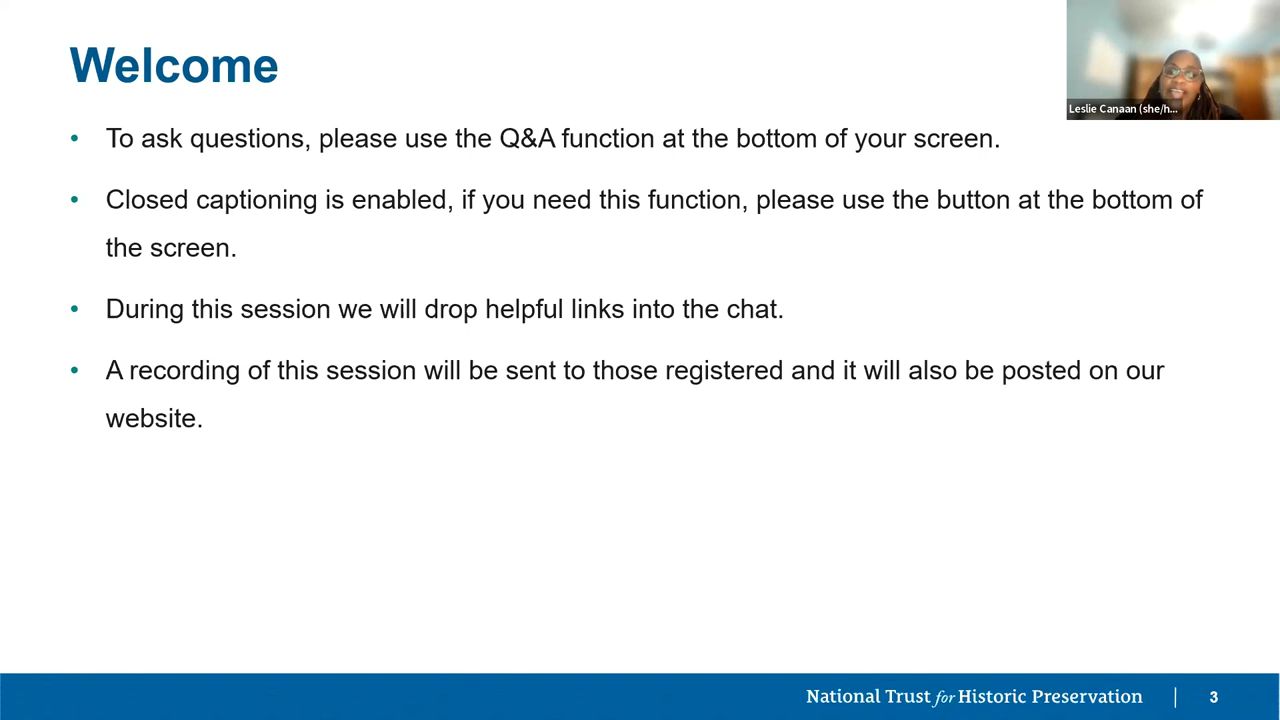 Welcome
Leslie Canaan (she/h...
• To ask questions, please use the Q&A function at the bottom of your screen.
• Closed captioning is enabled, if you need this function, please use the button at the bottom of
the screen.
• During this session we will drop helpful links into the chat.
• A recording of this session will be sent to those registered and it will also be posted on our
website.
National Trust for Historic Preservation | 3